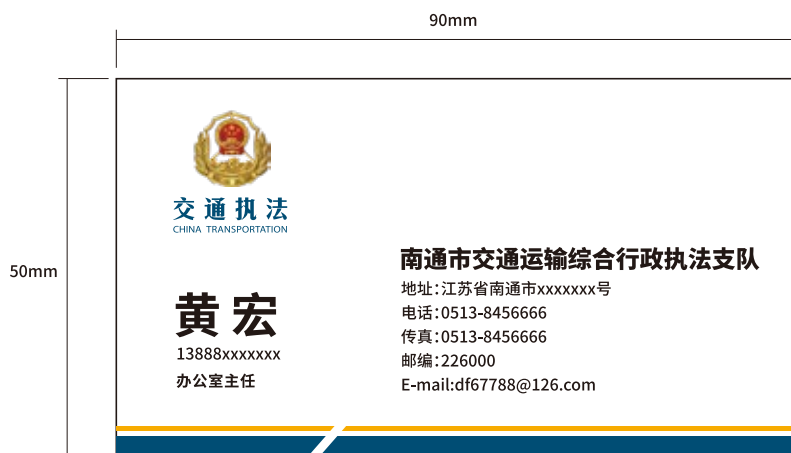 90mm
50mm
交通执法
CHINA TRANSPORTATION
黄宏
13888xxxxxxx
办公室主任
南通市交通运输综合行政执法支队
地址:江苏省南通市xxxxxxx号
电话:0513-8456666
传真:0513-8456666
邮编:226000
E-mail:df67788@126.com